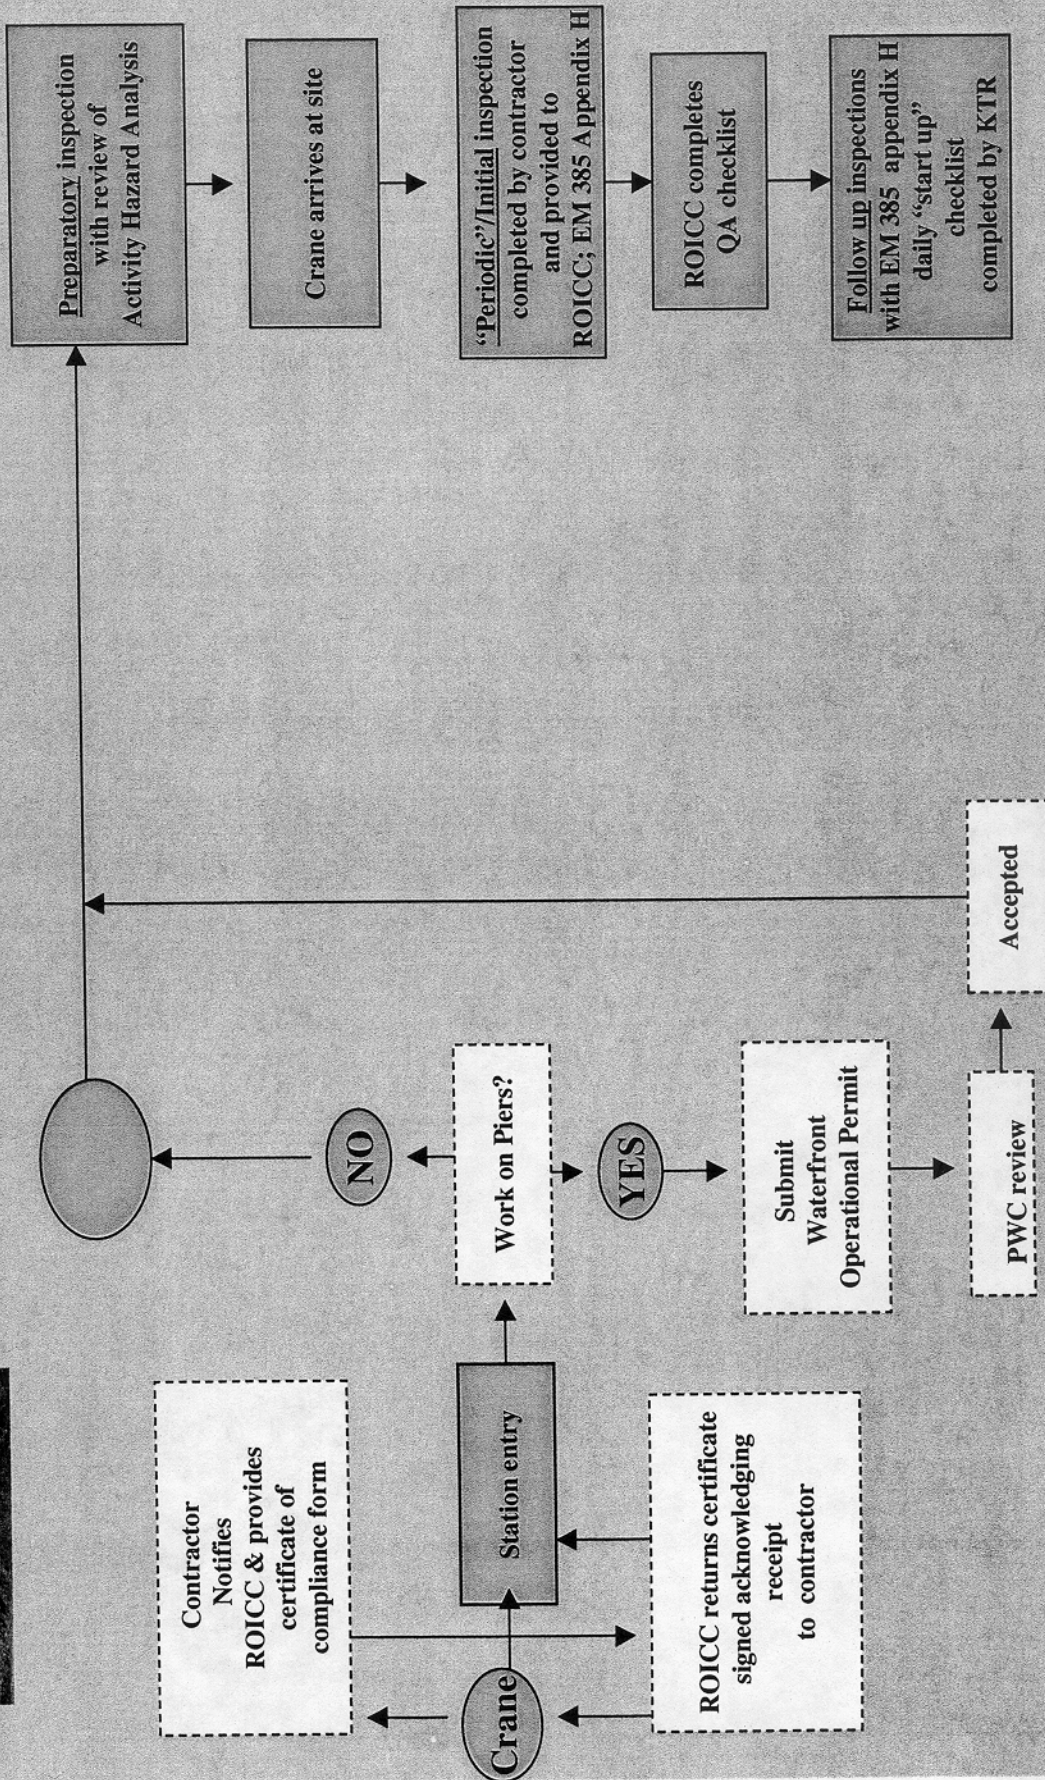 Crane
Contractor
Notifies
ROICC & provides
certificate of
compliance form
ROICC returns certificate
signed acknowledging
receipt
to contractor
Station entry
Work on Piers?
NO
YES
Submit
Waterfront
Operational Permit
PWC review
Accepted
Preparatory inspection
with review of
Activity Hazard Analysis
Crane arrives at site
“Periodic”/Initial inspection
completed by contractor
and provided to
ROICC; EM 385 Appendix H
ROICC completes
QA checklist
Follow up inspections
with EM 385 appendix H
daily “start up”
checklist
completed by KTR